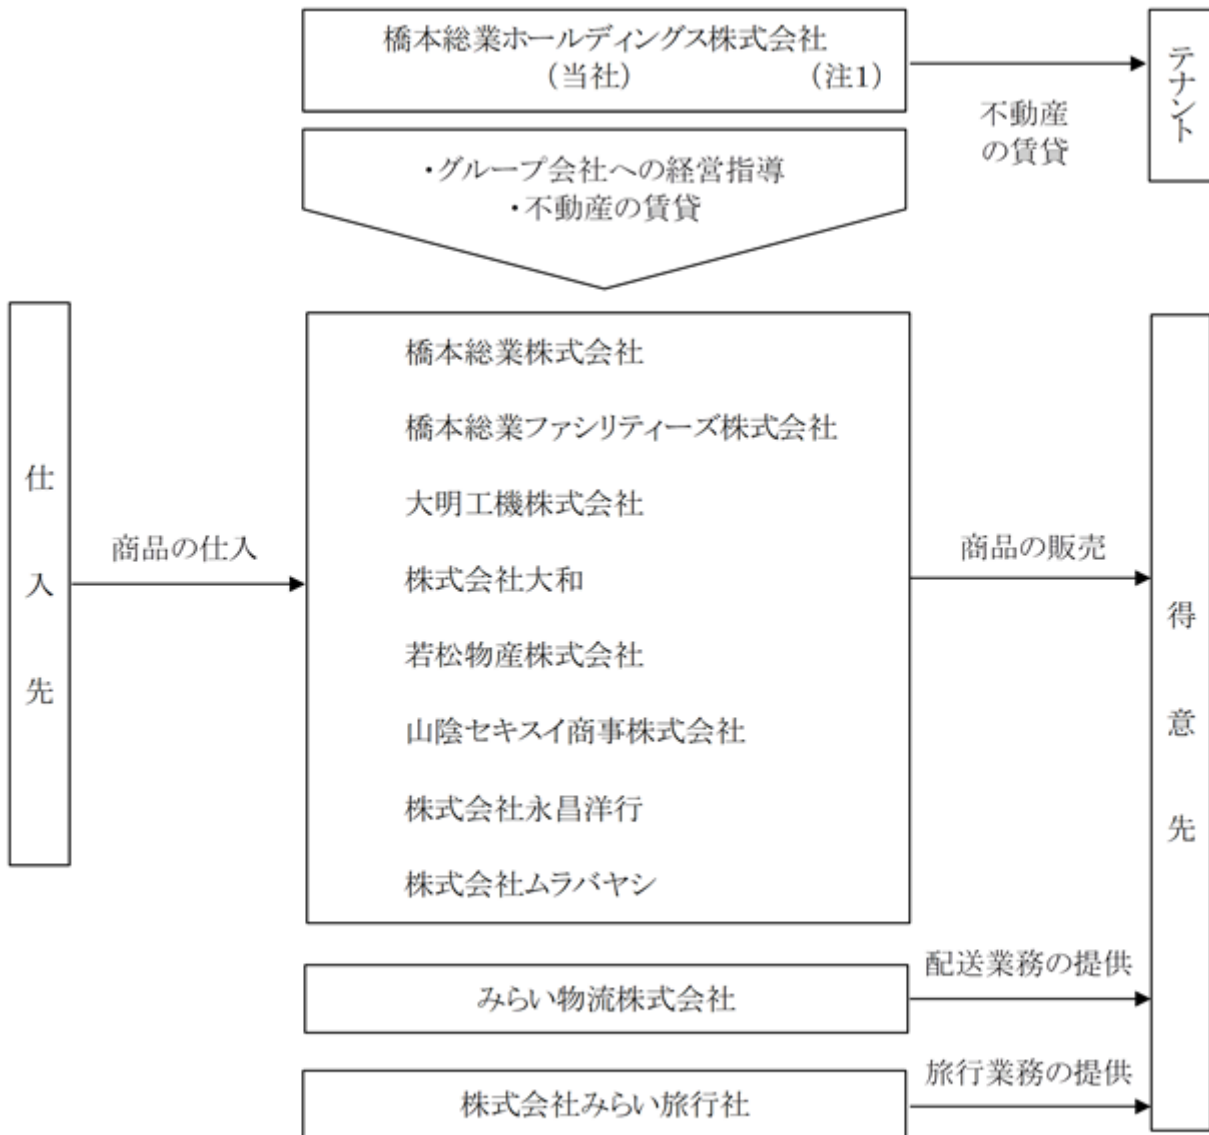 橋本総業ホールディングス株式会社
（当社）　（注1）
不動産
の賃貸
テナント
・グループ会社への経営指導
・不動産の賃貸
仕入先
商品の仕入
橋本総業株式会社
橋本総業ファシリティーズ株式会社
大明工機株式会社
株式会社大和
若松物産株式会社
山陰セキスイ商事株式会社
株式会社永昌洋行
株式会社ムラバヤシ
商品の販売
得意先
みらい物流株式会社
配送業務の提供
株式会社みらい旅行社
旅行業務の提供